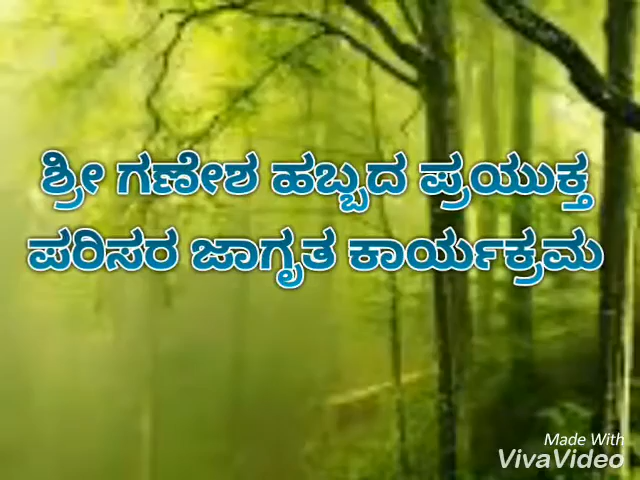 ಶ್ರೀ ಗಣೇಶ ಹಬ್ಬದ ಪ್ರಯುಕ್ತ
ಪರಿಸರ ಜಾಗೃತ ಕಾರ್ಯಕ್ರಮ
Made With
VivaVideo